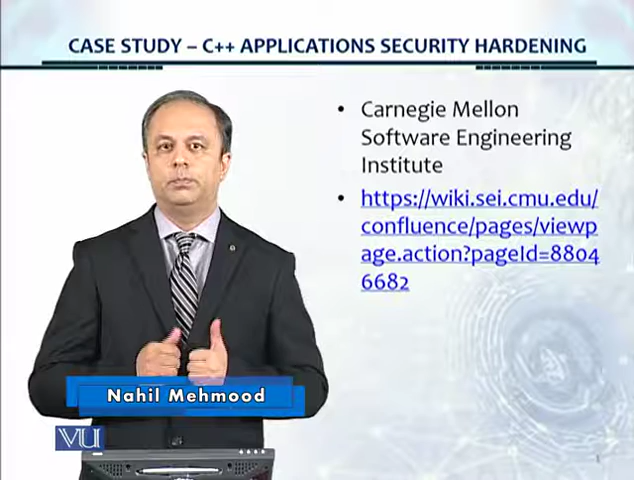 CASE STUDY – C++ APPLICATIONS SECURITY HARDENING
• Carnegie Mellon
Software Engineering
Institute
• https://wiki.sei.cmu.edu/
confluence/pages/viewp
age.action?pageId=8804
6682
Nahil Mehmood
VU
1